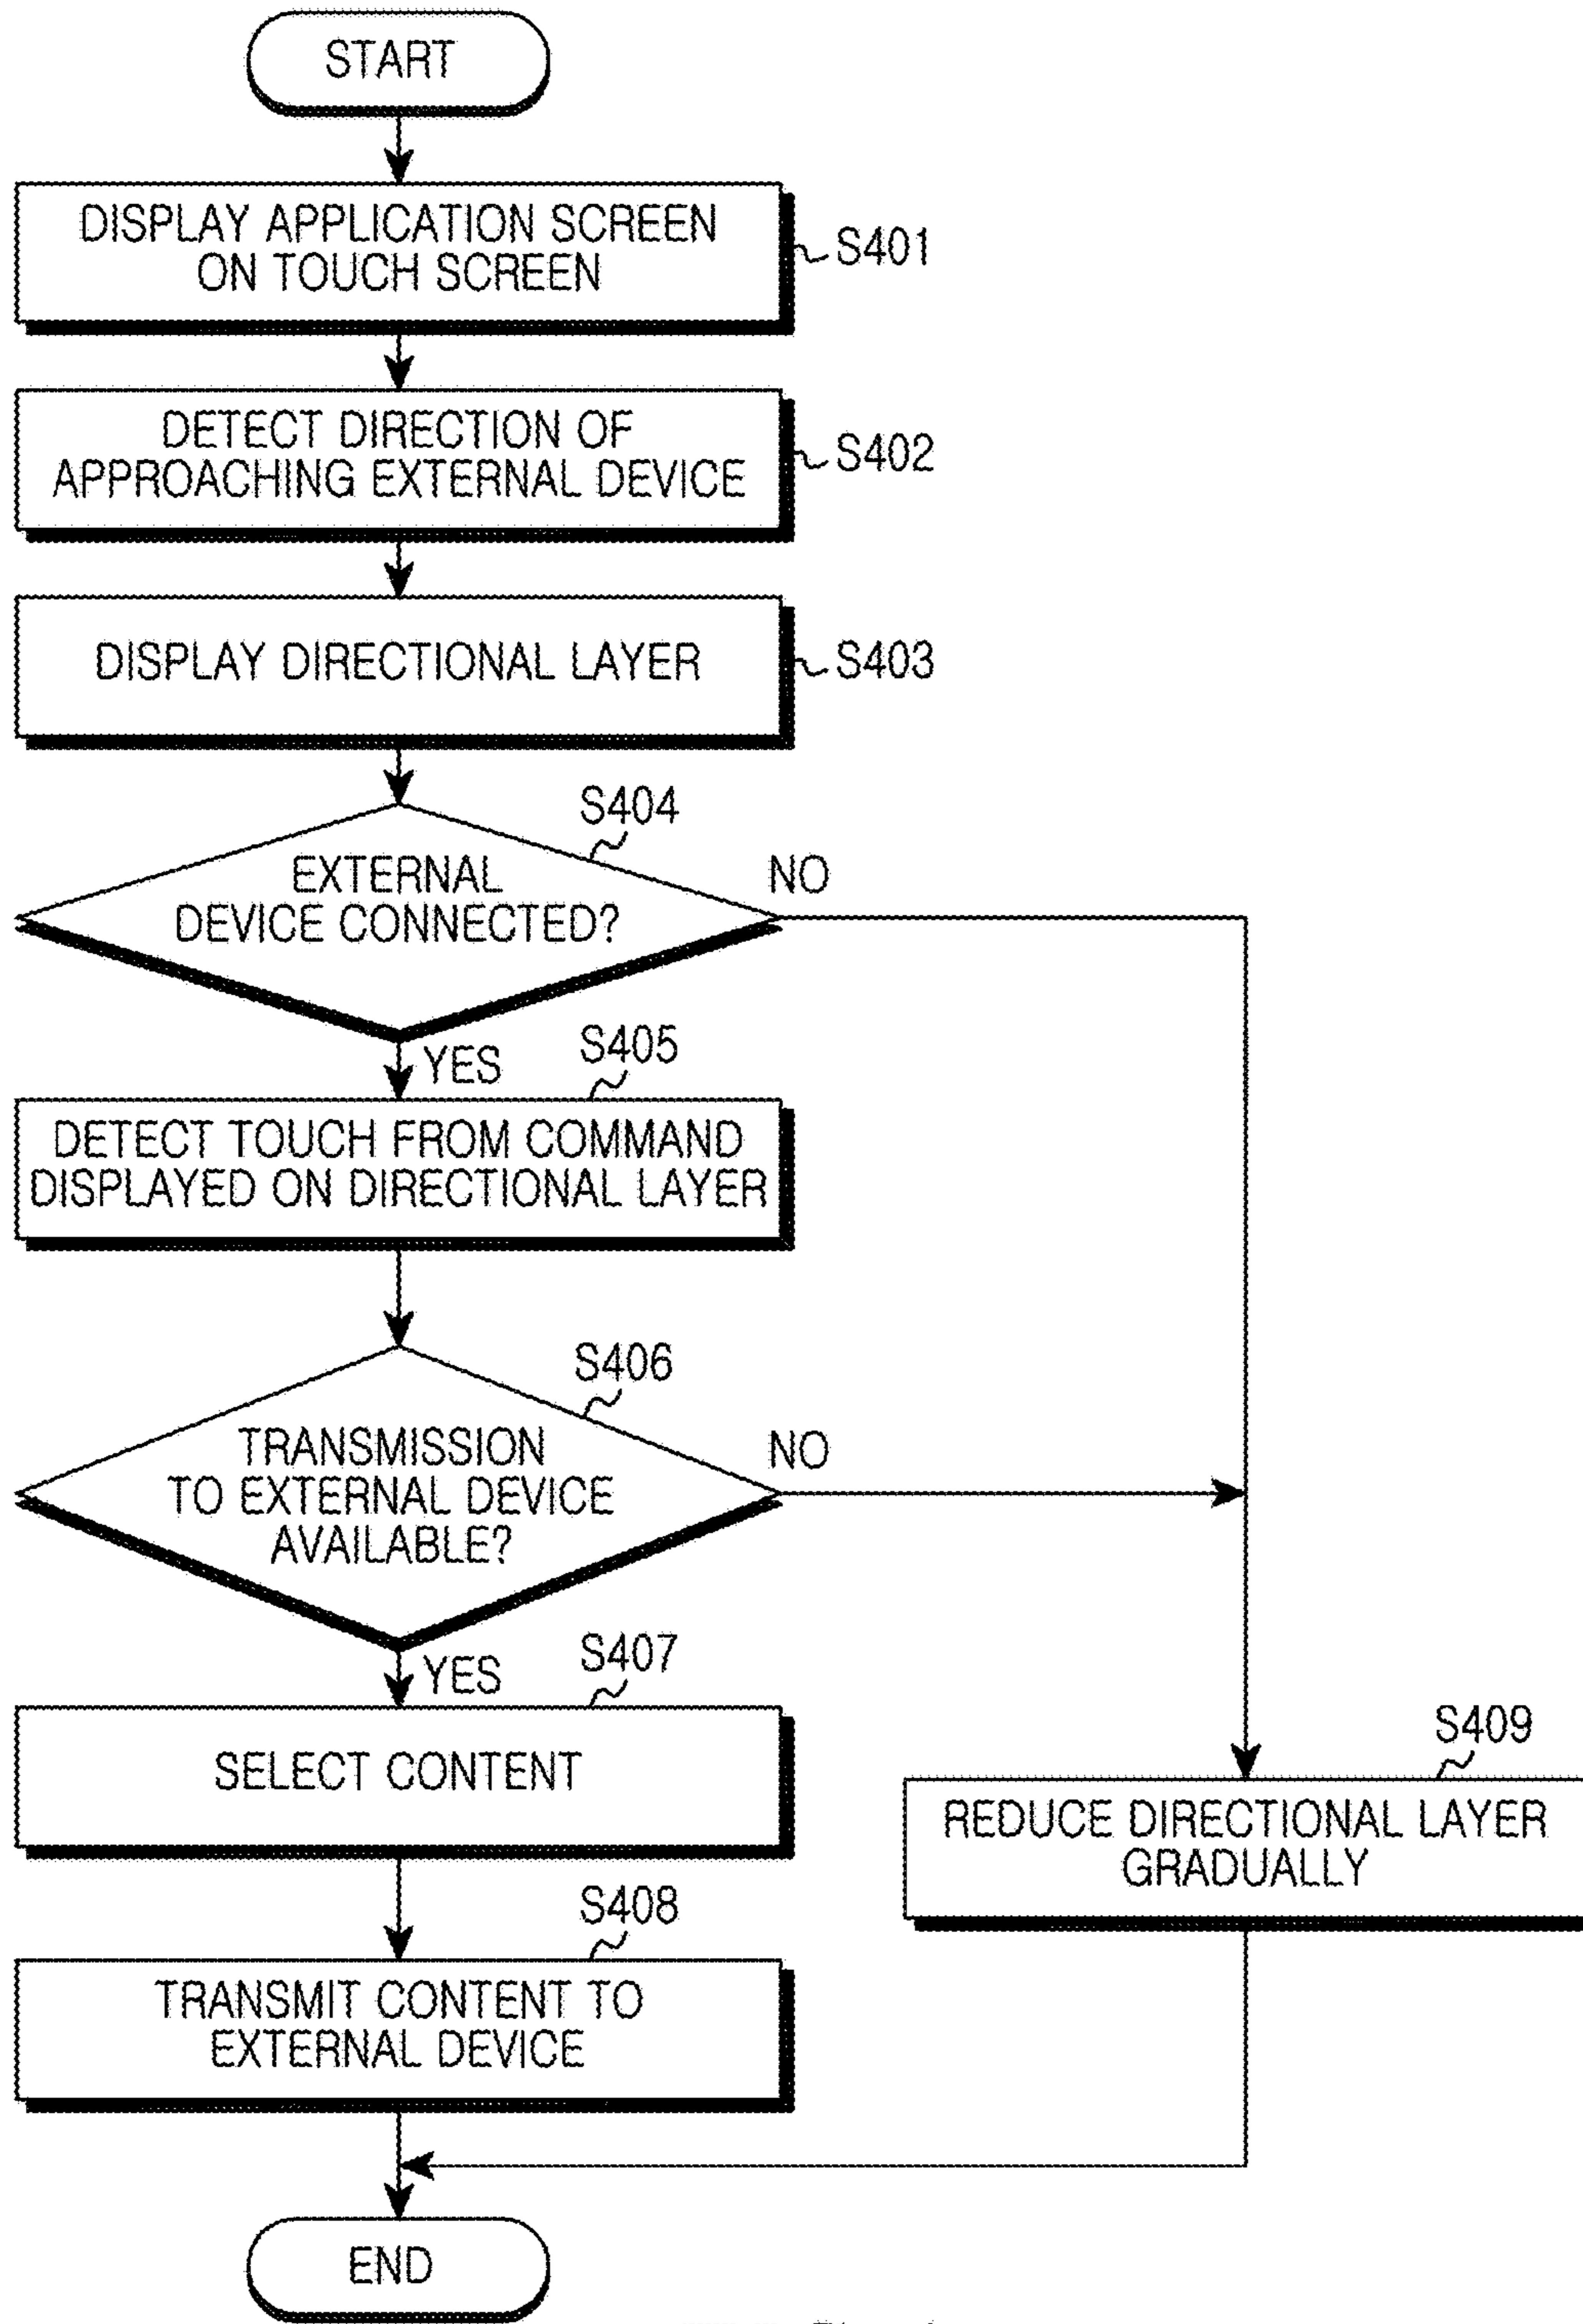 START
DISPLAY APPLICATION SCREEN
ON TOUCH SCREEN
S401
DETECT DIRECTION OF
APPROACHING EXTERNAL DEVICE
S402
DISPLAY DIRECTIONAL LAYER
S403
S404
EXTERNAL
DEVICE CONNECTED?
NO
YES
S405
DETECT TOUCH FROM COMMAND
DISPLAYED ON DIRECTIONAL LAYER
S406
TRANSMISSION
TO EXTERNAL DEVICE
AVAILABLE?
NO
YES
S407
SELECT CONTENT
S409
REDUCE DIRECTIONAL LAYER
GRADUALLY
S408
TRANSMIT CONTENT TO
EXTERNAL DEVICE
END